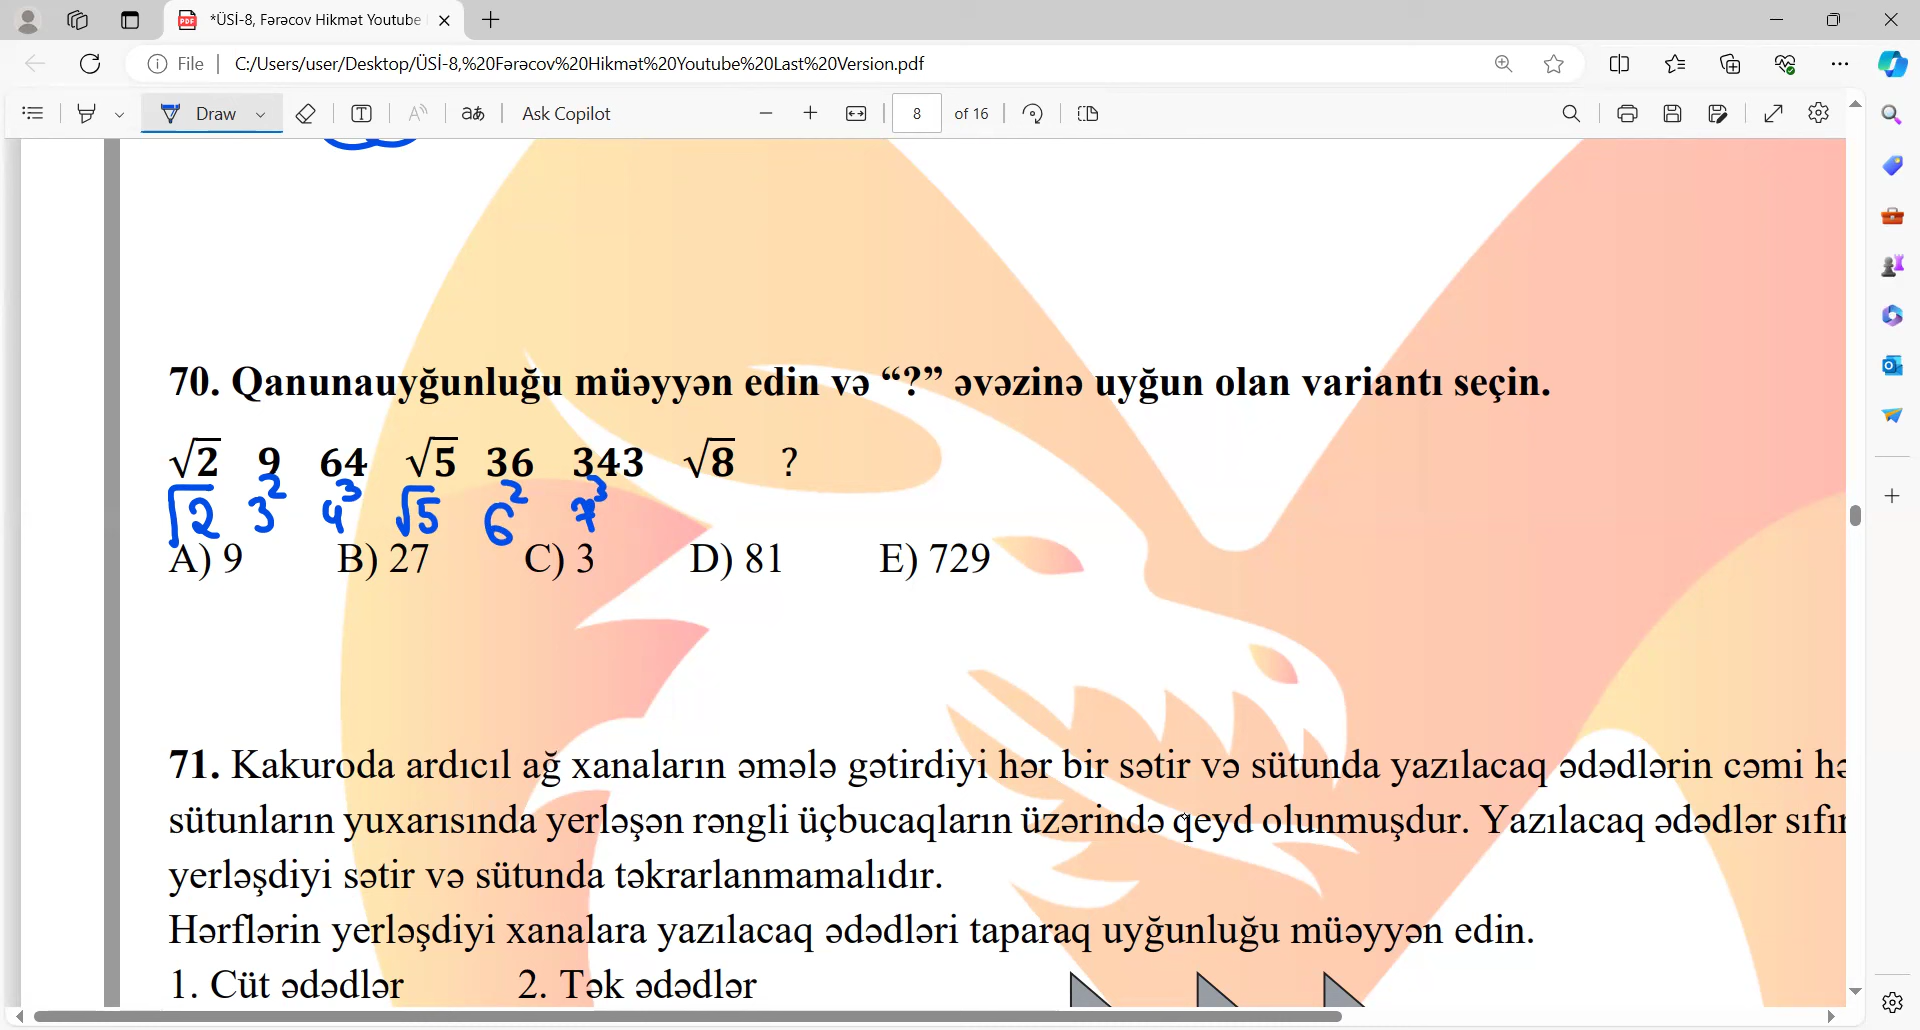 *ÜSİ-8, Fərəcov Hikmət Youtube
File | C:/Users/user/Desktop/ÜSİ-8,%20Fərəcov%20Hikmət%20Youtube%20Last%20Version.pdf
Draw T A aあ Ask Copilot − + 8 of 16
70. Qanunauyğunluğu müəyyən edin və “?” əvəzinə uyğun olan variantı seçin.
√2 9 64 √5 36 343 √8 ?
√2 3² 4³ √5 6² 7³
A) 9 B) 27 C) 3 D) 81 E) 729
71. Kakuroda ardıcıl ağ xanaların əmələ gətirdiyi hər bir sətir və sütunda yazılacaq ədədlərin cəmi hə
sütunların yuxarısında yerləşən rəngli üçbucaqların üzərində qeyd olunmuşdur. Yazılacaq ədədlər sıfır
yerləşdiyi sətir və sütunda təkrarlanmamalıdır.
Hərflərin yerləşdiyi xanalara yazılacaq ədədləri taparaq uyğunluğu müəyyən edin.
1. Cüt ədədlər 2. Tək ədədlər